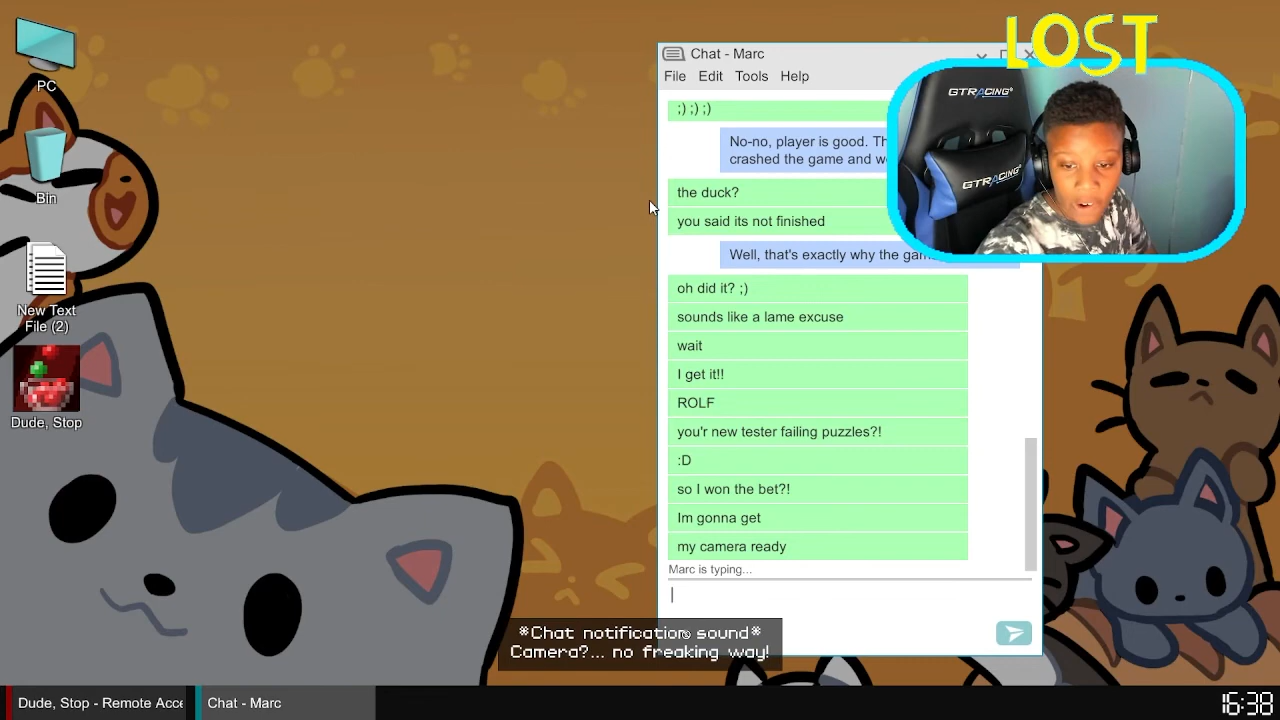 LOST
PC
Bin
New Text
File (2)
Dude, Stop
Chat - Marc
File Edit Tools Help
;) ;) ;)
No-no, player is good.
crashed the game and
the duck?
you said its not finished
Well, that's exactly why the
oh did it? ;)
sounds like a lame excuse
wait
I get it!!
ROLF
you'r new tester failing puzzles?!
:D
so I won the bet?!
Im gonna get
my camera ready
Marc is typing...
GTRACING
GTRACING
*Chat notification sound*
Camera?... no freaking way!
Dude, Stop - Remote Acce
Chat - Marc
16:38